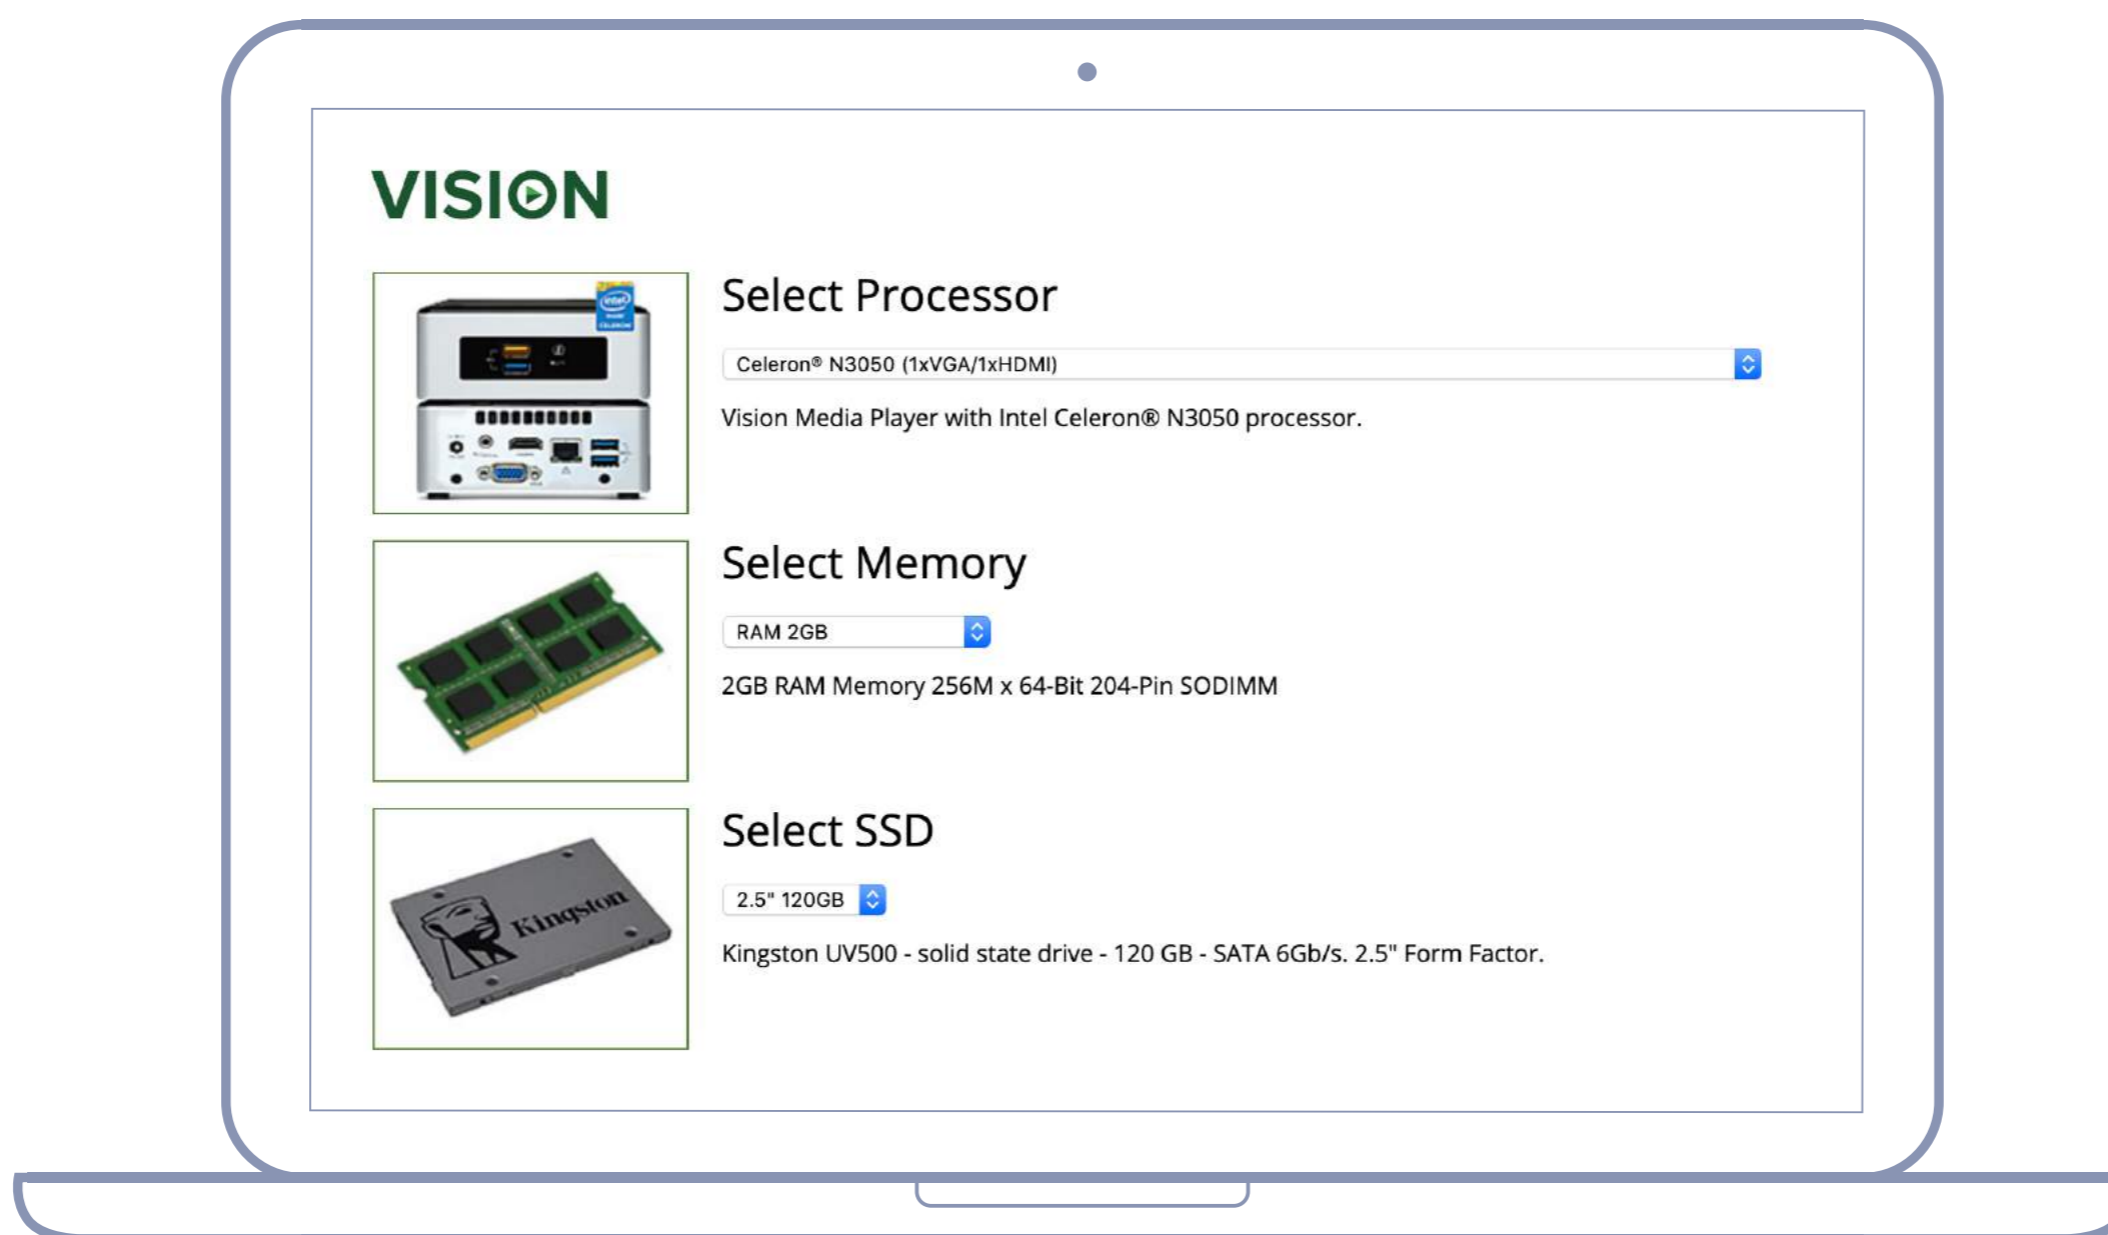 VISION
Select Processor
intel
CELERON
Celeron® N3050 (1xVGA/1xHDMI)
Vision Media Player with Intel Celeron® N3050 processor.
Select Memory
RAM 2GB
2GB RAM Memory 256M x 64-Bit 204-Pin SODIMM
Select SSD
2.5" 120GB
Kingston
Kingston UV500 - solid state drive - 120 GB - SATA 6Gb/s. 2.5" Form Factor.